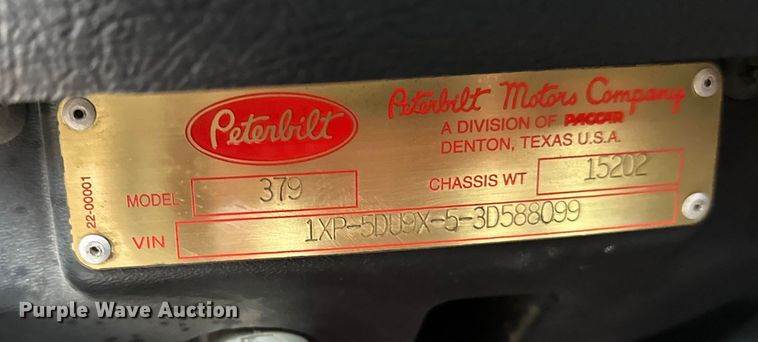 Peterbilt
Peterbilt Motors Company
A DIVISION OF PACCAR
DENTON, TEXAS U.S.A.
MODEL 379
CHASSIS WT 15202
VIN 1XP-5DU9X-5-3D588099
22-00001
Purple Wave Auction